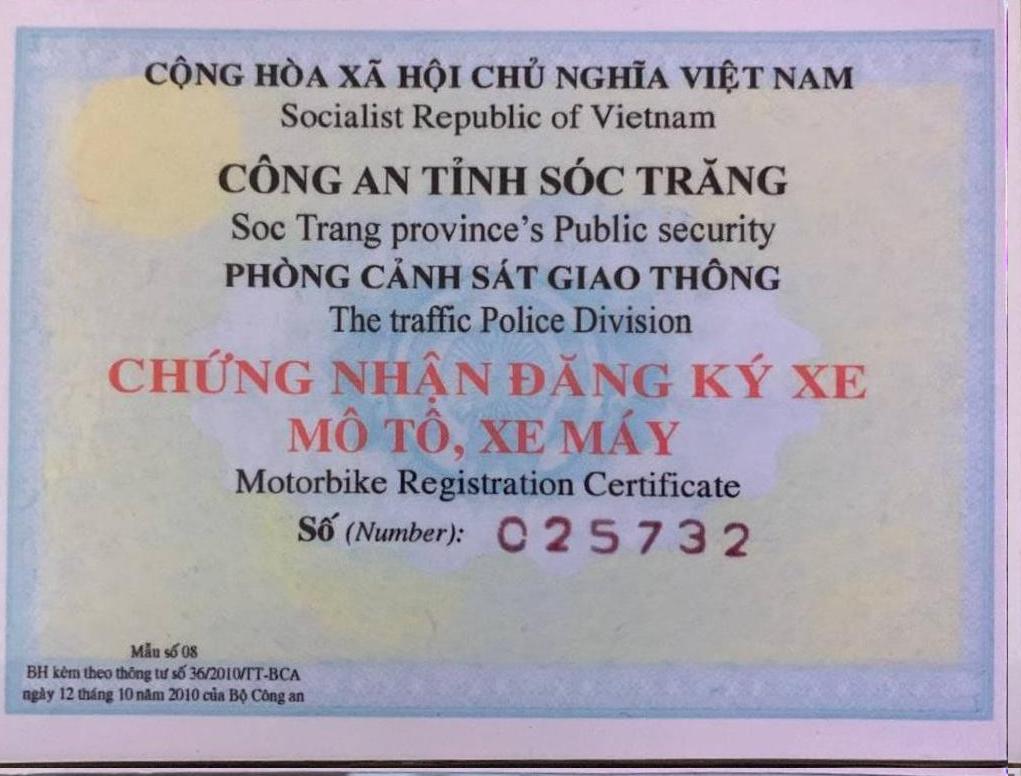 CỘNG HÒA XÃ HỘI CHỦ NGHĨA VIỆT NAM
Socialist Republic of Vietnam
CÔNG AN TỈNH SÓC TRĂNG
Soc Trang province's Public security
PHÒNG CẢNH SÁT GIAO THÔNG
The traffic Police Division
CHỨNG NHẬN ĐĂNG KÝ XE
MÔ TÔ, XE MÁY
Motorbike Registration Certificate
Số (Number): 025732
Mẫu số 08
BH kèm theo thông tư số 36/2010/TT-BCA
ngày 12 tháng 10 năm 2010 của Bộ Công an